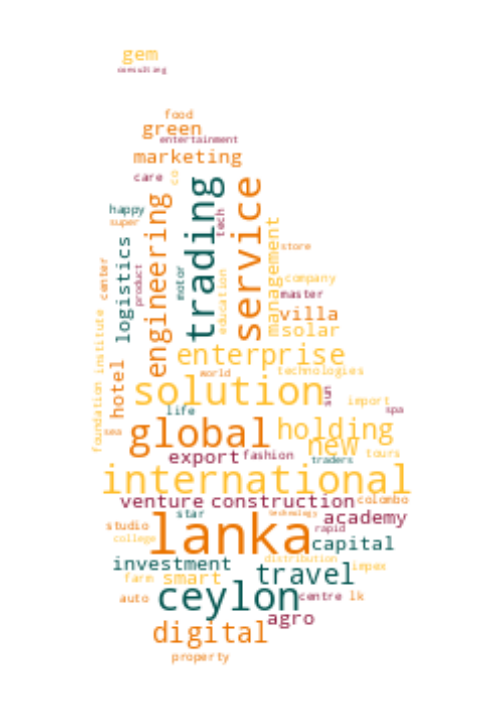 gem
consulting
food
green
entertainment
marketing
care
co
happy
super
engineering
trading
tech
service
logistics
center
product
motor
education
management
store
company
master
villa
solar
enterprise
technologies
foundation institute
hotel
world
solution
sun
import
spa
life
sea
global
holding
new
tours
export
fashion
traders
international
venture
construction
colombo
star
technology
academy
studio
lanka
rapid
college
capital
distribution
investment
travel
impex
farm
smart
auto
ceylon
centre
lk
agro
digital
property